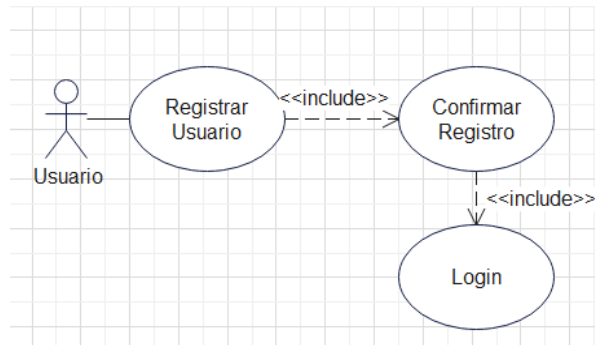 Registrar
Usuario
<<include>>
Confirmar
Registro
Usuario
<<include>>
Login